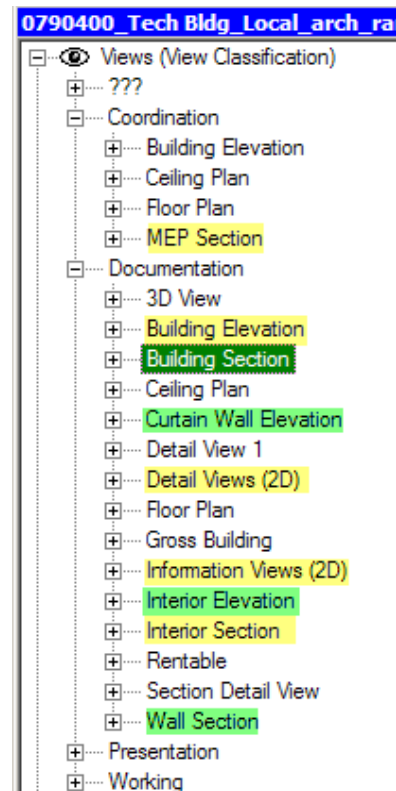 0790400_Tech Bldg_Local_arch_ra
Views (View Classification)
???
Coordination
Building Elevation
Ceiling Plan
Floor Plan
MEP Section
Documentation
3D View
Building Elevation
Building Section
Ceiling Plan
Curtain Wall Elevation
Detail View 1
Detail Views (2D)
Floor Plan
Gross Building
Information Views (2D)
Interior Elevation
Interior Section
Rentable
Section Detail View
Wall Section
Presentation
Working